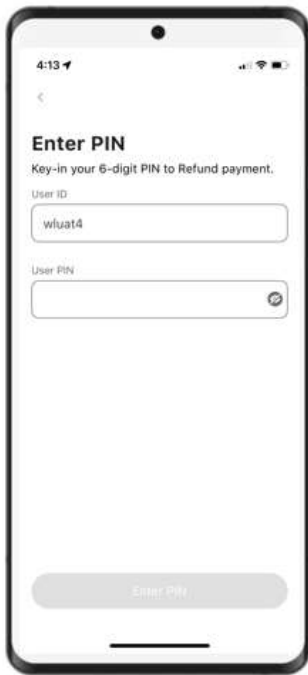 4:13
Enter PIN
Key-in your 6-digit PIN to Refund payment.
User ID
wluat4
User PIN
Enter PIN